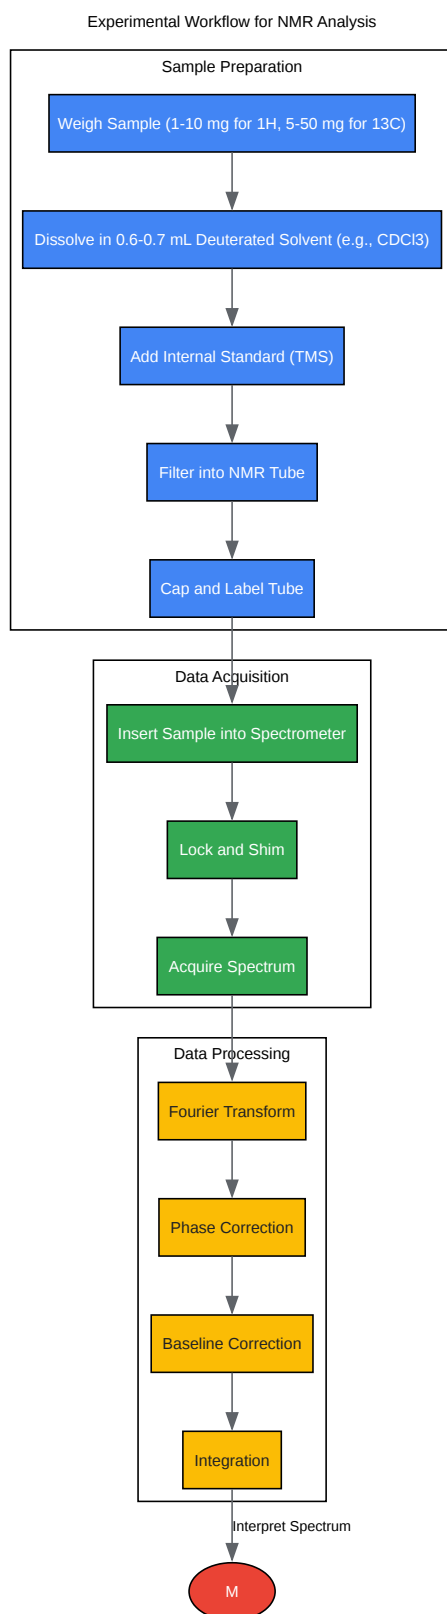 Experimental Workflow for NMR Analysis
Sample Preparation
Weigh Sample (1-10 mg for 1H, 5-50 mg for 13C)
Dissolve in 0.6-0.7 mL Deuterated Solvent (e.g., CDCl3)
Add Internal Standard (TMS)
Filter into NMR Tube
Cap and Label Tube
Data Acquisition
Insert Sample into Spectrometer
Lock and Shim
Acquire Spectrum
Data Processing
Fourier Transform
Phase Correction
Baseline Correction
Integration
Interpret Spectrum
M